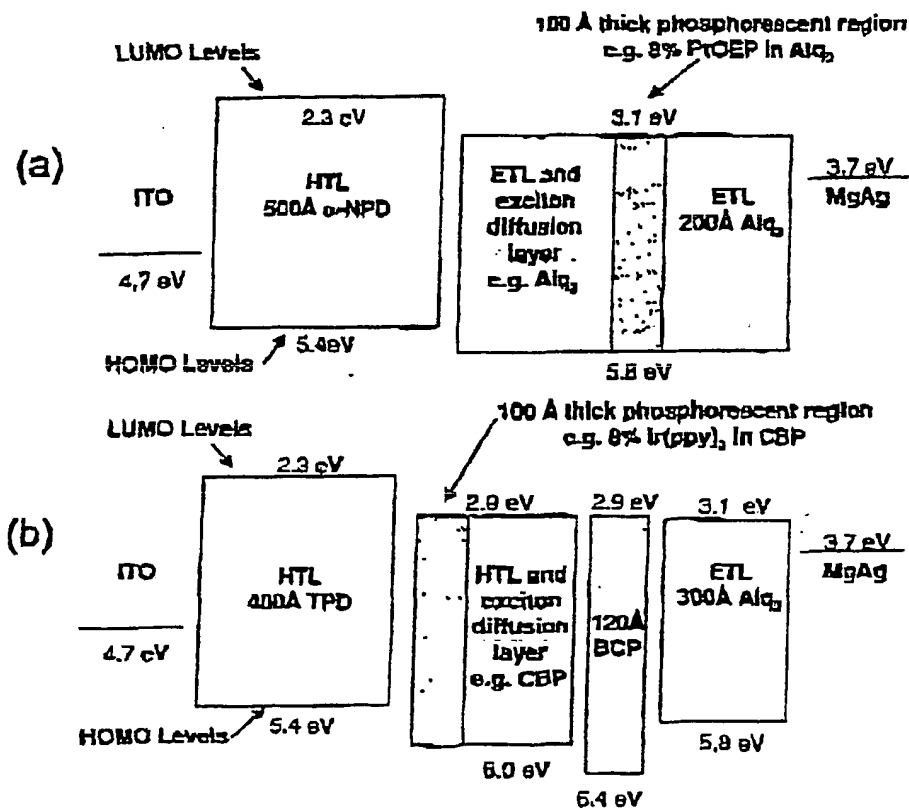 100 Å thick phosphorescent region
e.g. 8% PtOEP in Alq₃
LUMO Levels
2.3 eV
3.1 eV
(a)
ITO
HTL
500Å α-NPD
ETL and
exciton
diffusion
layer
e.g. Alq₃
ETL
200Å Alq₃
3.7 eV
MgAg
4.7 eV
5.4eV
HOMO Levels
5.8 eV
100 Å thick phosphorescent region
e.g. 8% Ir(ppy)₃ in CBP
LUMO Levels
2.3 eV
2.9 eV
2.9 eV
3.1 eV
(b)
ITO
HTL
400Å TPD
HTL and
exciton
diffusion
layer
e.g. CBP
120Å
BCP
ETL
300Å Alq₃
3.7 eV
MgAg
4.7 eV
5.4 eV
HOMO Levels
6.0 eV
6.4 eV
5.8 eV